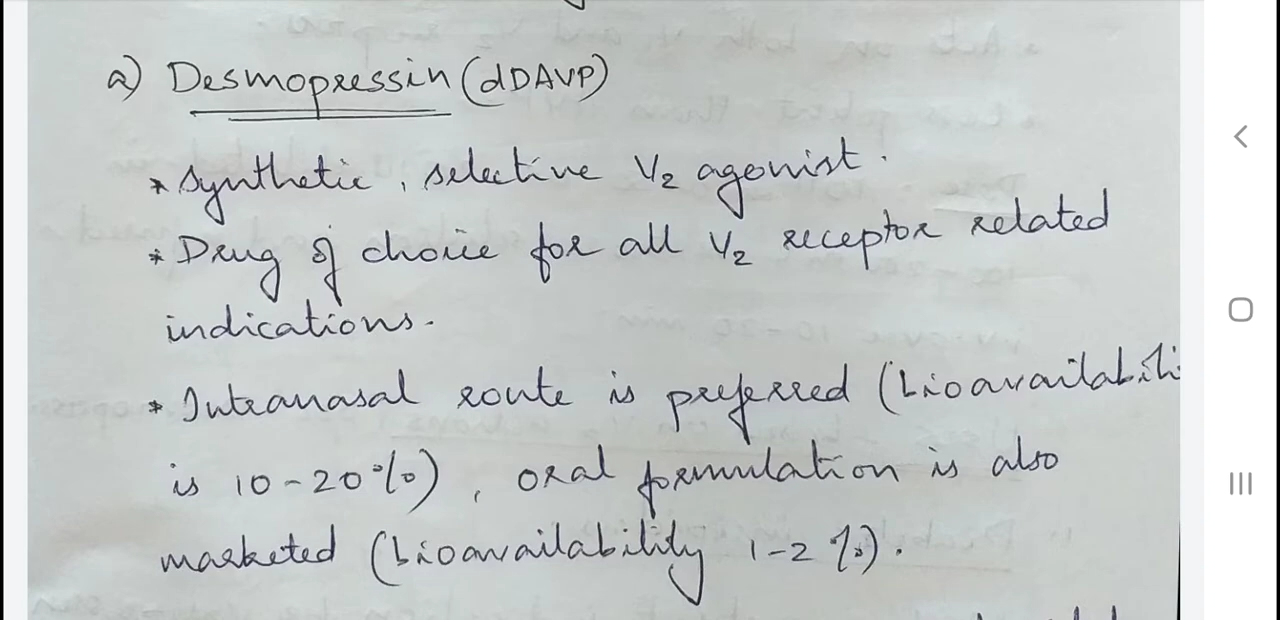 a) Desmopressin (dDAVP)
* Synthetic, selective V2 agonist.
* Drug of choice for all V2 receptor related
indications.
* Intranasal route is preferred (bioavailabili
is 10-20%), oral formulation is also
marketed (bioavailability 1-2%).